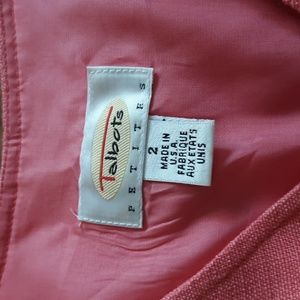 Talbots
PETITES
2
MADE IN
U.S.A.
FABRIQUE
AUX ETATS
UNIS